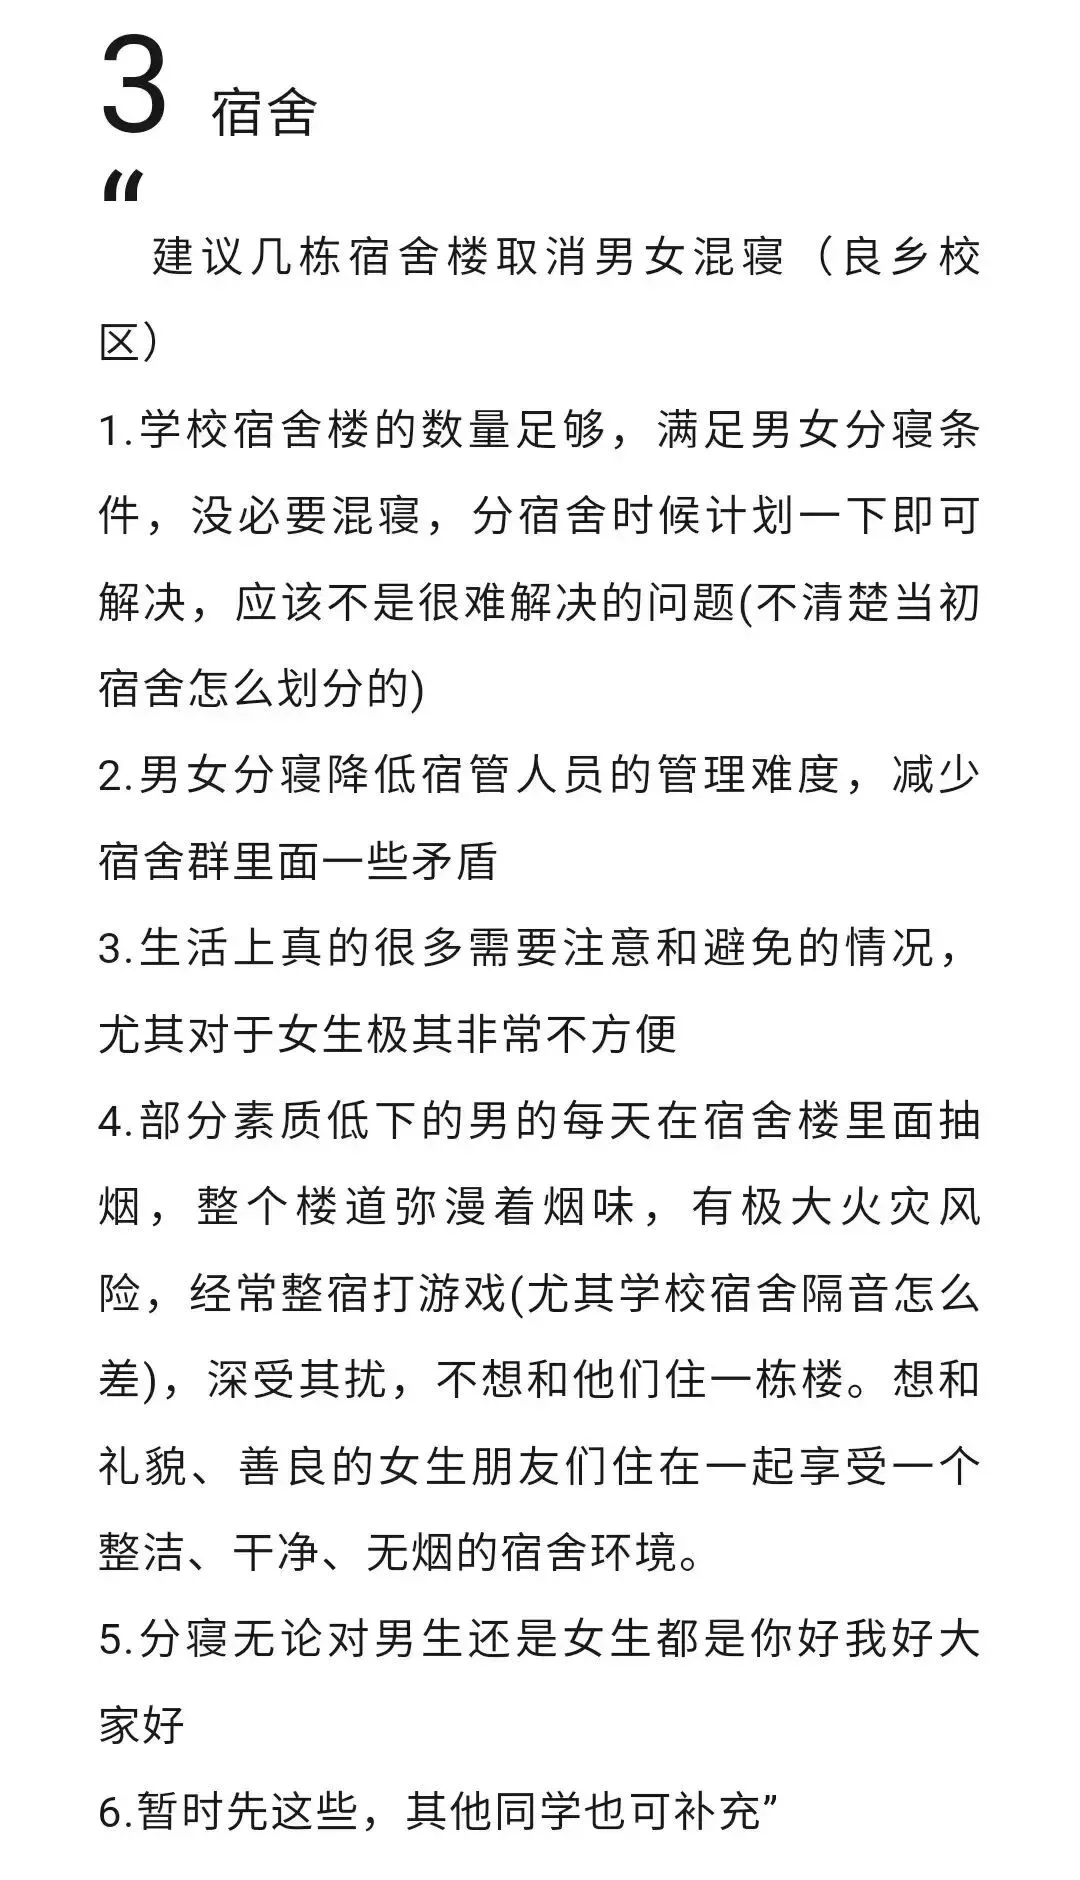 3 宿舍
“
建议几栋宿舍楼取消男女混寝（良乡校
区）
1.学校宿舍楼的数量足够，满足男女分寝条
件，没必要混寝，分宿舍时候计划一下即可
解决，应该不是很难解决的问题(不清楚当初
宿舍怎么划分的)
2.男女分寝降低宿管人员的管理难度，减少
宿舍群里面一些矛盾
3.生活上真的很多需要注意和避免的情况，
尤其对于女生极其非常不方便
4.部分素质低下的男的每天在宿舍楼里面抽
烟，整个楼道弥漫着烟味，有极大火灾风
险，经常整宿打游戏(尤其学校宿舍隔音怎么
差)，深受其扰，不想和他们住一栋楼。想和
礼貌、善良的女生朋友们住在一起享受一个
整洁、干净、无烟的宿舍环境。
5.分寝无论对男生还是女生都是你好我好大
家好
6.暂时先这些，其他同学也可补充”